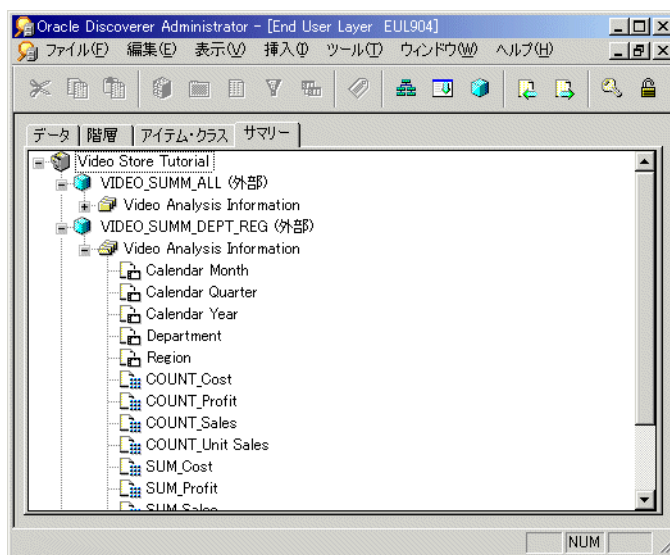 Oracle Discoverer Administrator - [End User Layer EUL904]
ファイル(F) 編集(E) 表示(V) 挿入(I) ツール(T) ウィンドウ(W) ヘルプ(H)
データ 階層 アイテム・クラス サマリー
Video Store Tutorial
VIDEO_SUMM_ALL (外部)
Video Analysis Information
VIDEO_SUMM_DEPT_REG (外部)
Video Analysis Information
Calendar Month
Calendar Quarter
Calendar Year
Department
Region
COUNT_Cost
COUNT_Profit
COUNT_Sales
COUNT_Unit Sales
SUM_Cost
SUM_Profit
SUM_Sales
NUM